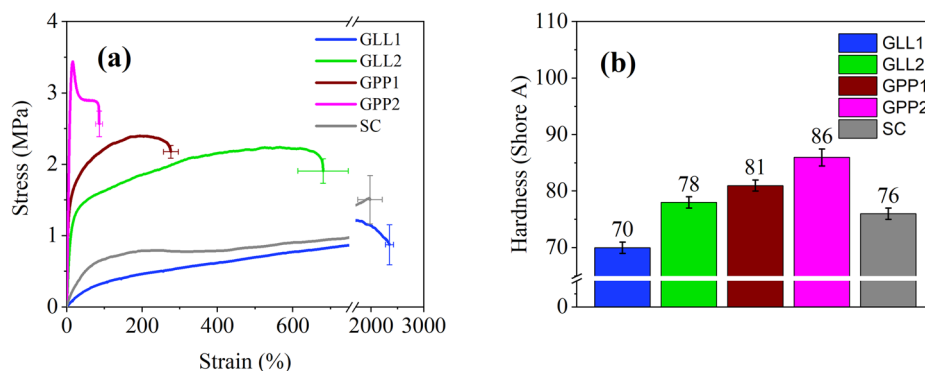 (a)
GLL1
GLL2
GPP1
GPP2
SC
Stress (MPa)
4
3
2
1
0
0
200
400
600
2000
3000
Strain (%)
(b)
GLL1
GLL2
GPP1
GPP2
SC
Hardness (Shore A)
110
100
90
80
70
0
70
78
81
86
76